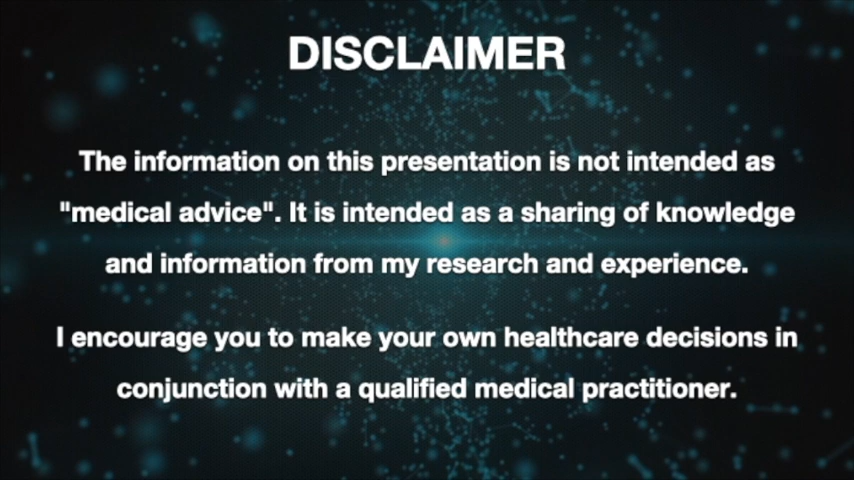 DISCLAIMER
The information on this presentation is not intended as
"medical advice". It is intended as a sharing of knowledge
and information from my research and experience.
I encourage you to make your own healthcare decisions in
conjunction with a qualified medical practitioner.